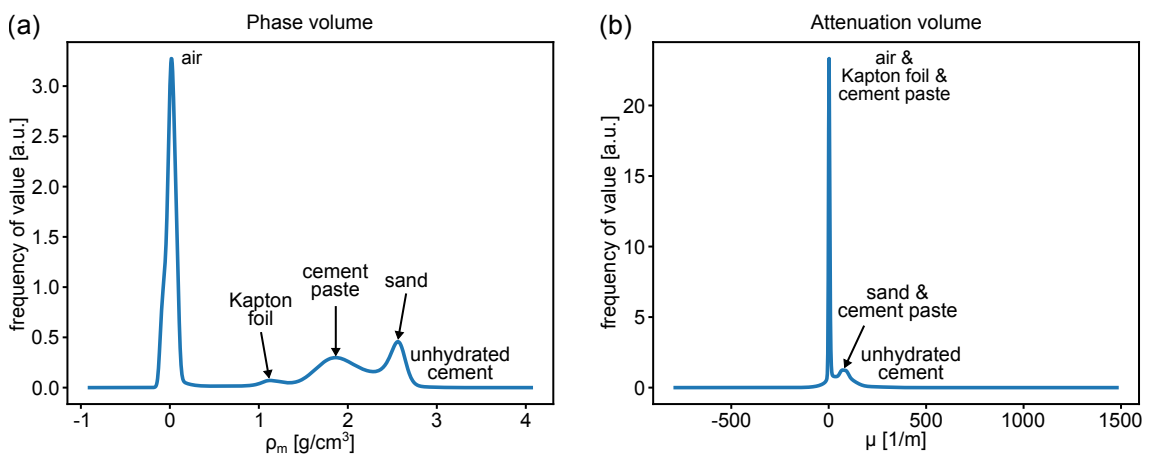 (a)
Phase volume
frequency of value [a.u.]
3.0
2.5
2.0
1.5
1.0
0.5
0.0
air
Kapton
foil
cement
paste
sand
unhydrated
cement
-1
0
1
2
3
4
ρm [g/cm³]
(b)
Attenuation volume
frequency of value [a.u.]
20
15
10
5
0
air &
Kapton foil &
cement paste
sand &
cement paste
unhydrated
cement
-500
0
500
1000
1500
μ [1/m]